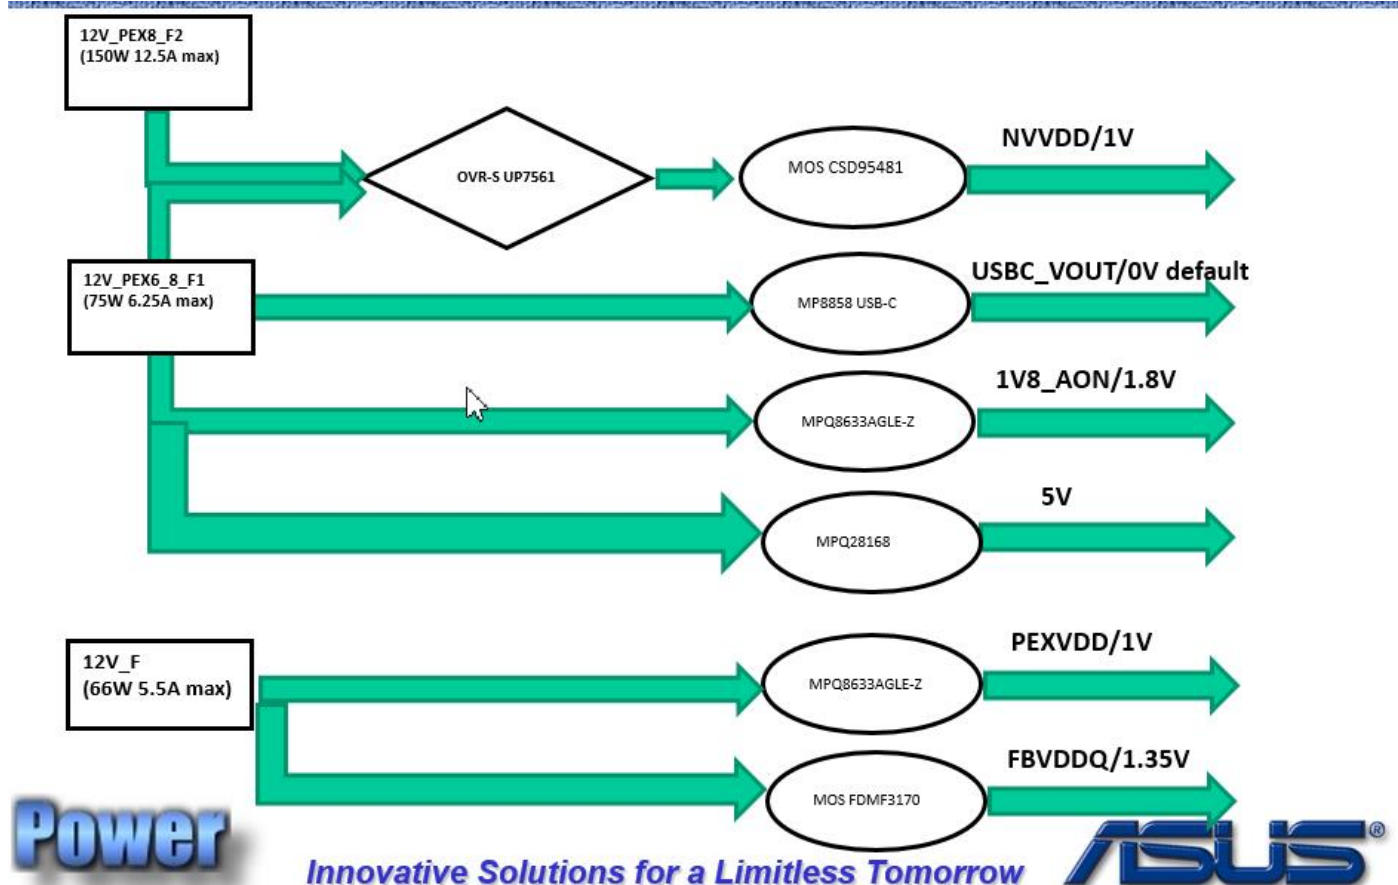 12V_PEX8_F2
(150W 12.5A max)
OVR-S UP7561
MOS CSD95481
NVVDD/1V
12V_PEX6_8_F1
(75W 6.25A max)
MP8858 USB-C
USBC_VOUT/0V default
MPQ8633AGLE-Z
1V8_AON/1.8V
MPQ28168
5V
12V_F
(66W 5.5A max)
MPQ8633AGLE-Z
PEXVDD/1V
MOS FDMF3170
FBVDDQ/1.35V
Power
Innovative Solutions for a Limitless Tomorrow
ASUS®